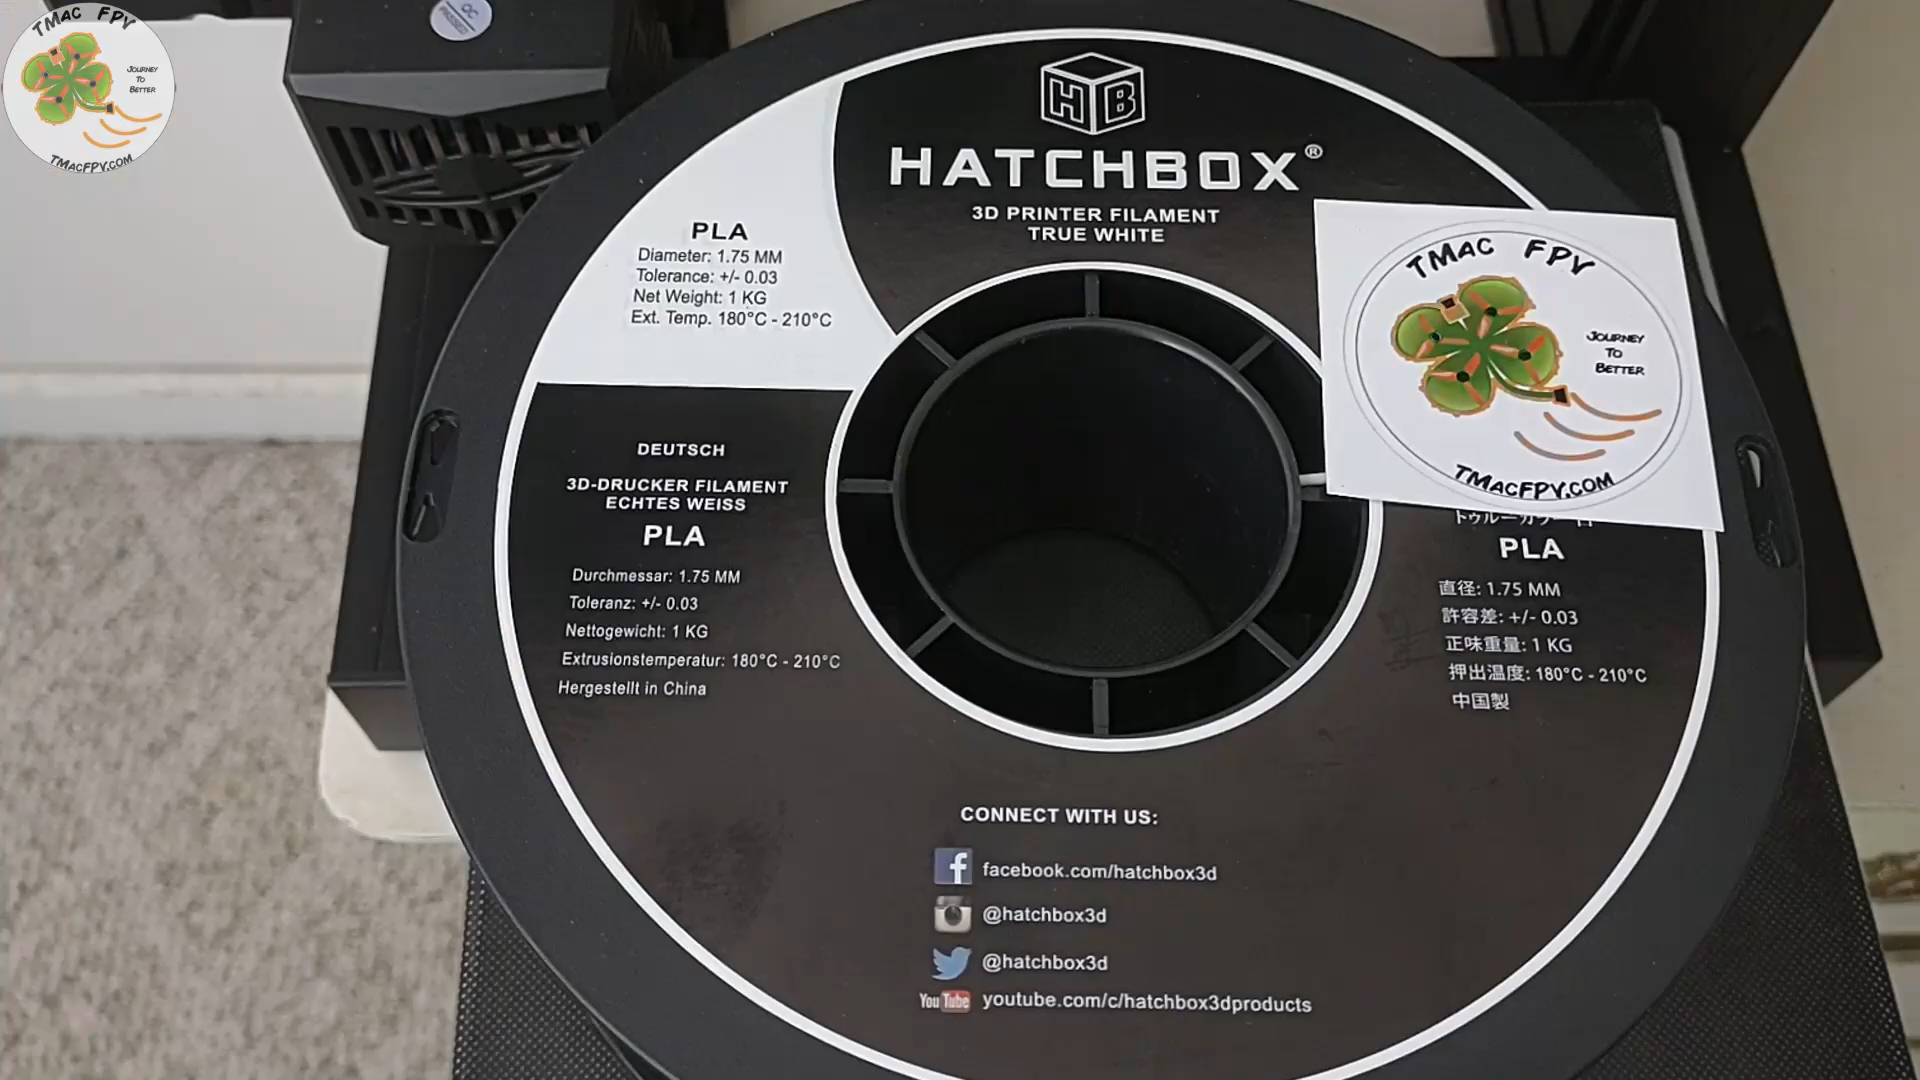 TMAC FPV
JOURNEY
TO
BETTER
TMACFPV.COM
QC
PASSED
HB
HATCHBOX®
3D PRINTER FILAMENT
TRUE WHITE
PLA
Diameter: 1.75 MM
Tolerance: +/- 0.03
Net Weight: 1 KG
Ext. Temp. 180°C - 210°C
TMAC FPV
JOURNEY
TO
BETTER
TMACFPV.COM
DEUTSCH
3D-DRUCKER FILAMENT
ECHTES WEISS
PLA
Durchmessar: 1.75 MM
Toleranz: +/- 0.03
Nettogewicht: 1 KG
Extrusionstemperatur: 180°C - 210°C
Hergestellt in China
PLA
直径: 1.75 MM
許容差: +/- 0.03
正味重量: 1 KG
押出温度: 180°C - 210°C
中国製
CONNECT WITH US:
facebook.com/hatchbox3d
@hatchbox3d
@hatchbox3d
You Tube youtube.com/c/hatchbox3dproducts